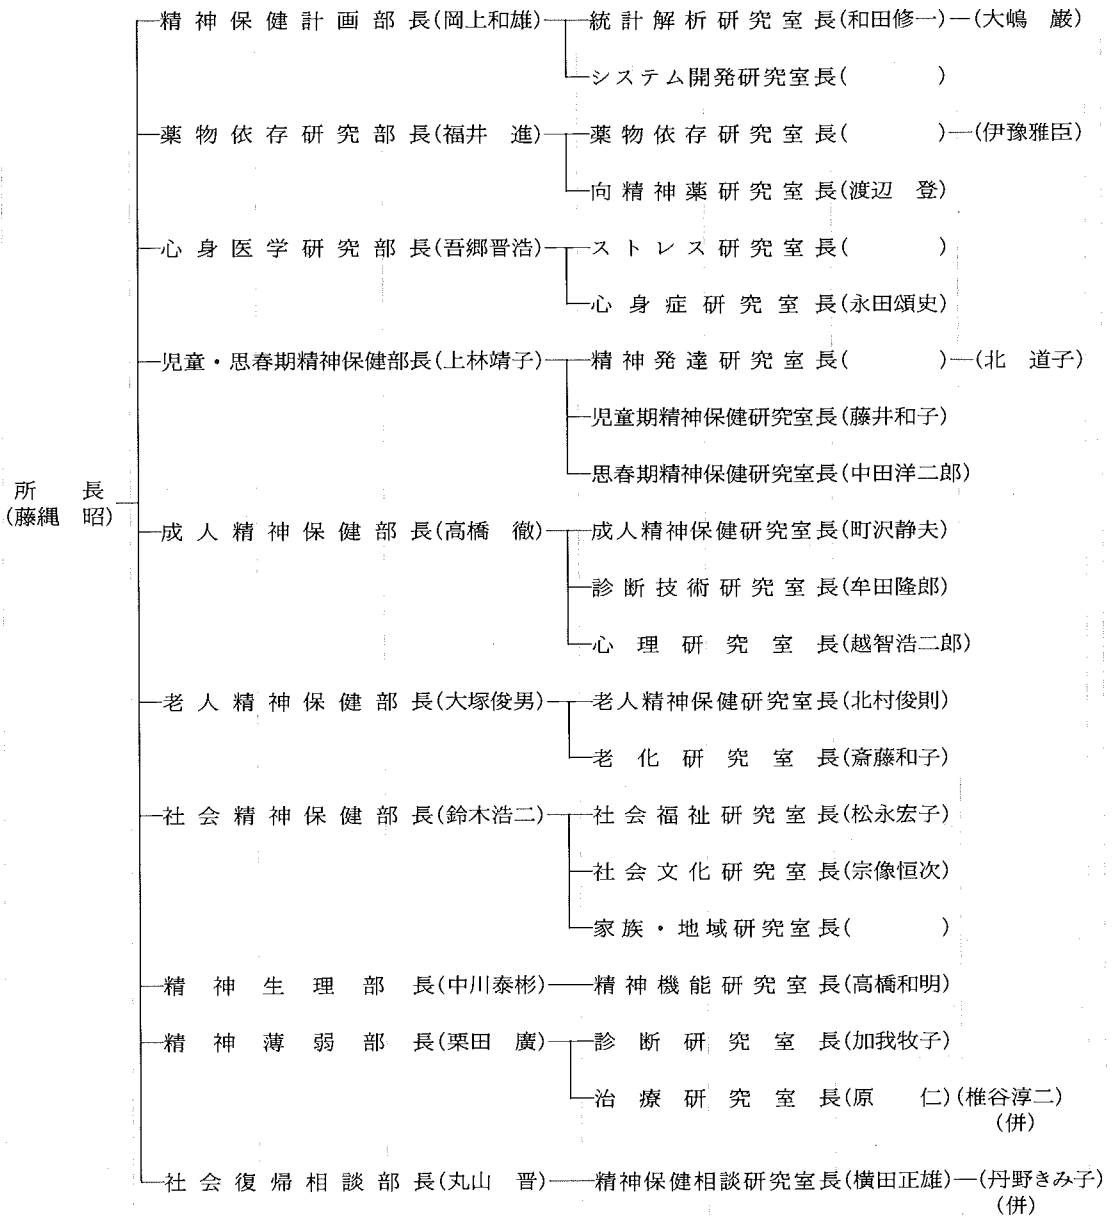 精神保健計画部長(岡上和雄) 統計解析研究室長(和田修一) (大嶋 巌)
システム開発研究室長( )
薬物依存研究部長(福井 進) 薬物依存研究室長( ) (伊豫雅臣)
向精神薬研究室長(渡辺 登)
心身医学研究部長(吾郷晋浩) ストレス研究室長( )
心身症研究室長(永田頌史)
児童・思春期精神保健部長(上林靖子) 精神発達研究室長( ) (北 道子)
児童期精神保健研究室長(藤井和子)
思春期精神保健研究室長(中田洋二郎)
所長
(藤縄 昭)
成人精神保健部長(高橋 徹) 成人精神保健研究室長(町沢静夫)
診断技術研究室長(牟田隆郎)
心理研究室長(越智浩二郎)
老人精神保健部長(大塚俊男) 老人精神保健研究室長(北村俊則)
老化研究室長(斎藤和子)
社会精神保健部長(鈴木浩二) 社会福祉研究室長(松永宏子)
社会文化研究室長(宗像恒次)
家族・地域研究室長( )
精神生理部長(中川泰彬) 精神機能研究室長(高橋和明)
精神薄弱部長(栗田 廣) 診断研究室長(加我牧子)
治療研究室長(原 仁) (椎谷淳二)
(併)
社会復帰相談部長(丸山 晋) 精神保健相談研究室長(横田正雄) (丹野きみ子)
(併)